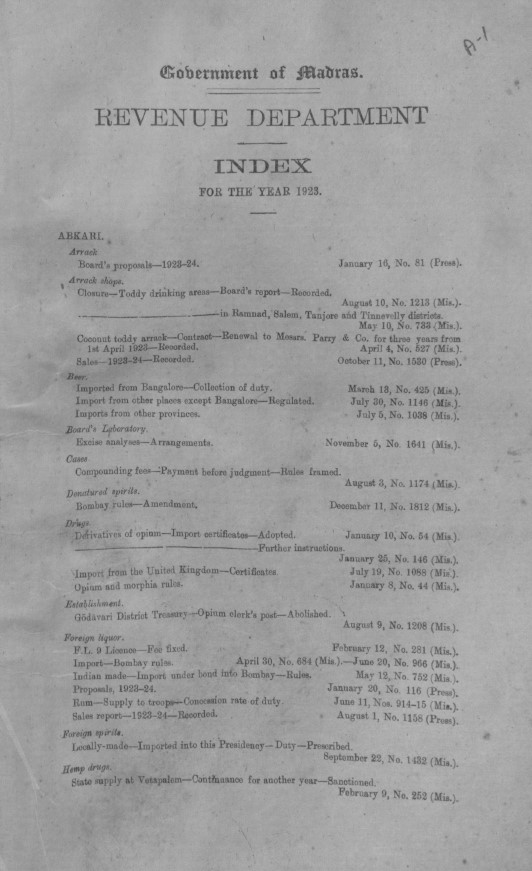 A-1
Government of Madras.
REVENUE DEPARTMENT
INDEX
FOR THE YEAR 1923.
ABKARI.
Arrack
Board's proposals—1923-24. January 16, No. 81 (Press).
Arrack shops.
Closure—Toddy drinking areas—Board's report—Recorded.
August 10, No. 1213 (Mis.).
————————in Ramnad, Salem, Tanjore and Tinnevelly districts.
May 10, No. 733 (Mis.).
Coconut toddy arrack—Contract—Renewal to Messrs. Parry & Co. for three years from
1st April 1923—Recorded. April 4, No. 527 (Mis.).
Sales—1923-24—Recorded. October 11, No. 1530 (Press).
Beer.
Imported from Bangalore—Collection of duty. March 13, No. 425 (Mis.).
Import from other places except Bangalore—Regulated. July 30, No. 1146 (Mis.).
Imports from other provinces. July 5, No. 1038 (Mis.).
Board's Laboratory.
Excise analyses—Arrangements. November 5, No. 1641 (Mis.).
Cases
Compounding fees—Payment before judgment—Rules framed.
August 3, No. 1174 (Mis.).
Denatured spirits.
Bombay rules—Amendment. December 11, No. 1812 (Mis.).
Drugs.
Derivatives of opium—Import certificates—Adopted. January 10, No. 54 (Mis.).
————————————Further instructions.
January 25, No. 146 (Mis.).
Import from the United Kingdom—Certificates. July 19, No. 1088 (Mis.).
Opium and morphia rules. January 8, No. 44 (Mis.).
Establishment.
Gōdāvari District Treasury—Opium clerk's post—Abolished.
August 9, No. 1208 (Mis.).
Foreign liquor.
F.L. 9 Licence—Fee fixed. February 12, No. 281 (Mis.).
Import—Bombay rules. April 30, No. 684 (Mis.).—June 20, No. 966 (Mis.).
Indian made—Import under bond into Bombay—Rules. May 12, No. 752 (Mis.).
Proposals, 1923-24. January 20, No. 116 (Press).
Rum—Supply to troops—Concession rate of duty. June 11, Nos. 914-15 (Mis.).
Sales report—1923-24—Recorded. August 1, No. 1158 (Press).
Foreign spirits.
Locally-made—Imported into this Presidency—Duty—Prescribed.
September 22, No. 1432 (Mis.).
Hemp drugs.
State supply at Vetapalem—Continuance for another year—Sanctioned.
February 9, No. 252 (Mis.).